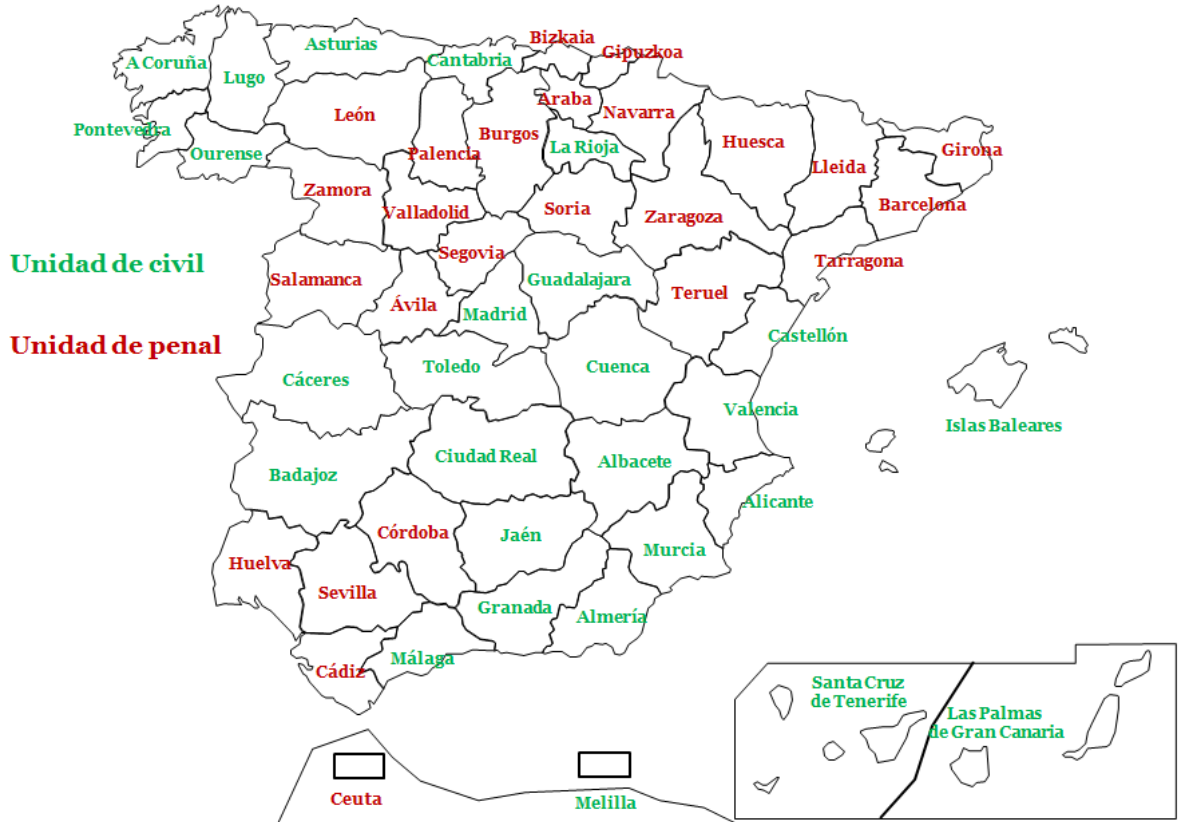 Bizkaia
Asturias
Gipuzkoa
Cantabria
A Coruña
Lugo
Araba
León
Navarra
Pontevedra
Burgos
Huesca
La Rioja
Ourense
Palencia
Girona
Lleida
Zamora
Valladolid
Soria
Zaragoza
Barcelona
Segovia
Unidad de civil
Salamanca
Guadalajara
Tarragona
Ávila
Teruel
Madrid
Castellón
Unidad de penal
Cáceres
Toledo
Cuenca
Valencia
Islas Baleares
Badajoz
Ciudad Real
Albacete
Alicante
Córdoba
Jaén
Murcia
Huelva
Sevilla
Granada
Almería
Cádiz
Málaga
Santa Cruz
de Tenerife
Las Palmas
de Gran Canaria
Ceuta
Melilla